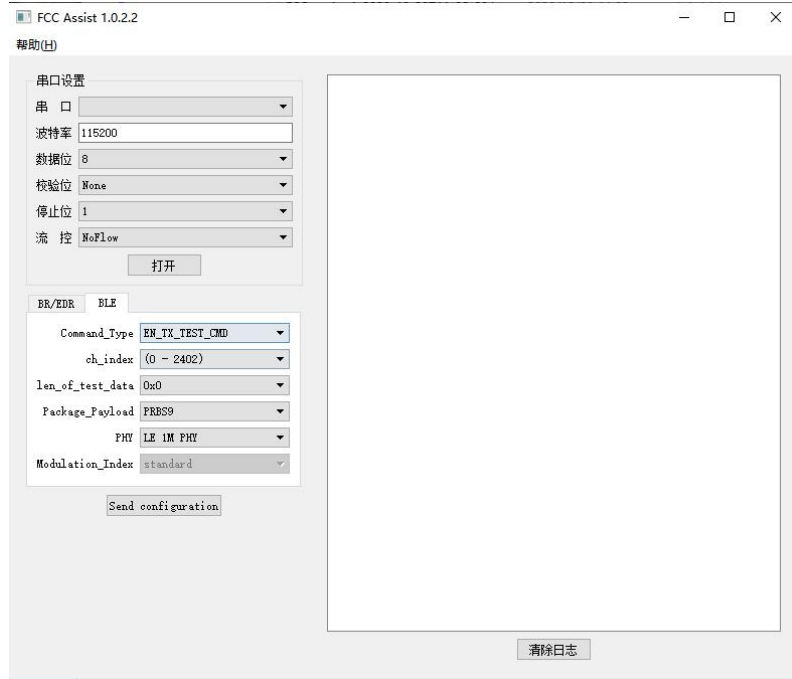 FCC Assist 1.0.2.2
帮助(H)
串口设置
串 口
波特率 115200
数据位 8
校验位 None
停止位 1
流 控 NoFlow
打开
BR/EDR BLE
Command_Type EN_TX_TEST_CMD
ch_index (0 - 2402)
len_of_test_data 0x0
Package_Payload PRBS9
PHY LE 1M PHY
Modulation_Index standard
Send configuration
清除日志